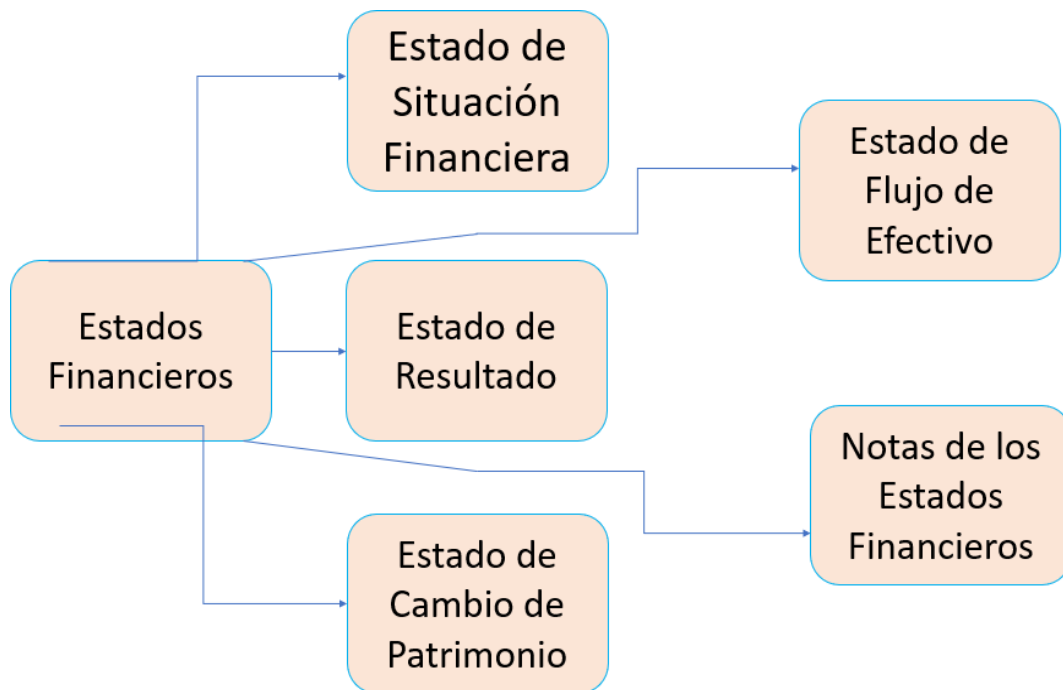 Estado de
Situación
Financiera
Estado de
Flujo de
Efectivo
Estados
Financieros
Estado de
Resultado
Notas de los
Estados
Financieros
Estado de
Cambio de
Patrimonio